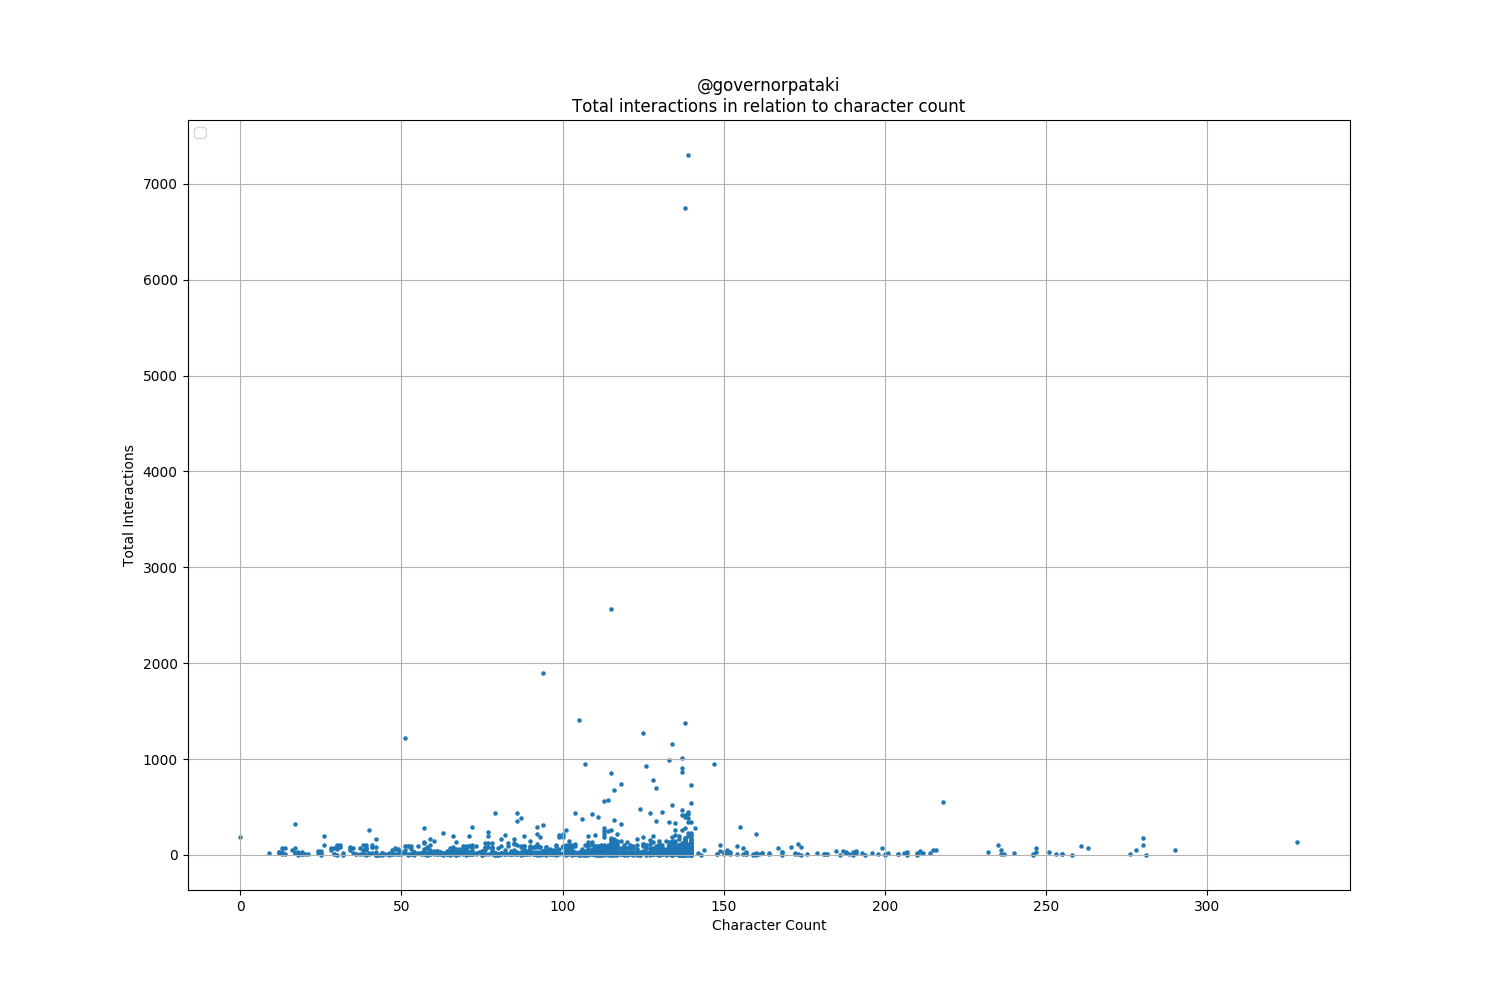 @governorpataki
Total interactions in relation to character count
Total Interactions
7000
6000
5000
4000
3000
2000
1000
0
0 50 100 150 200 250 300
Character Count